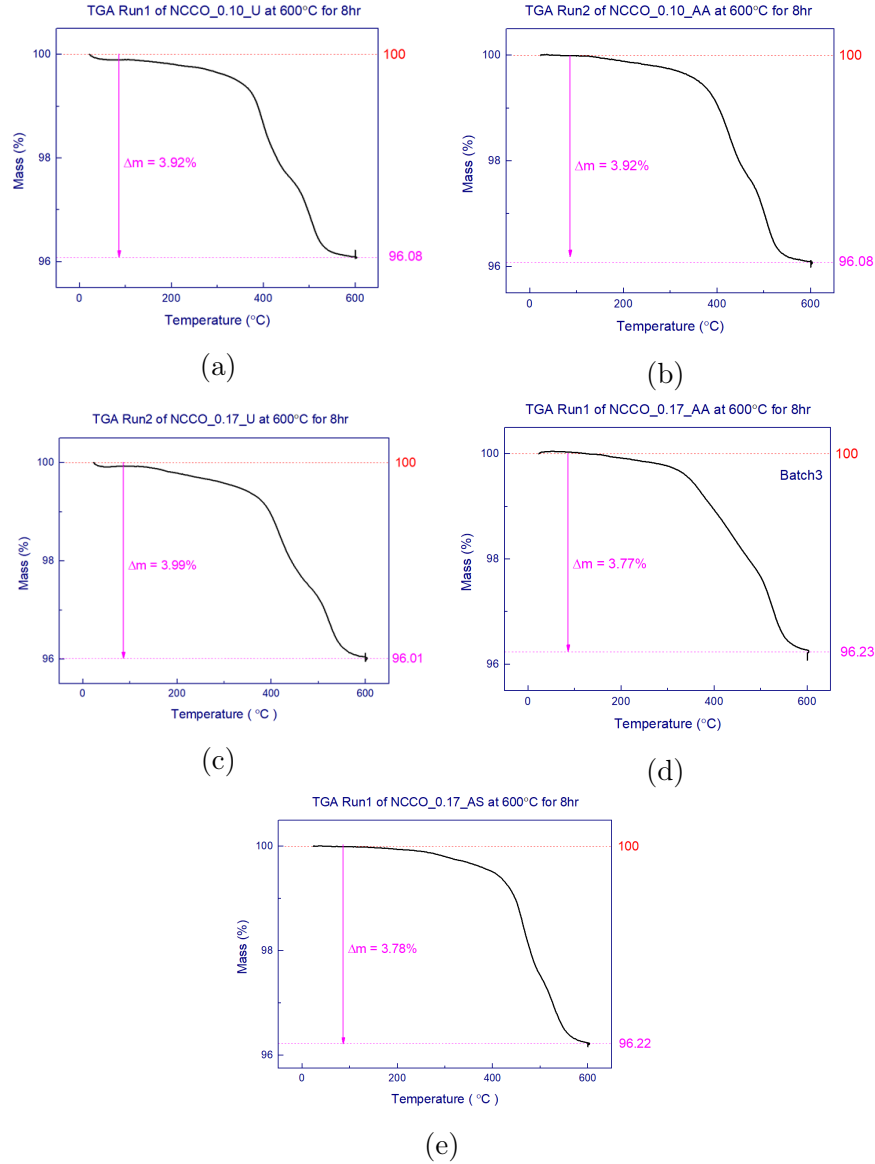 TGA Run1 of NCCO_0.10_U at 600°C for 8hr
100
100
Δm = 3.92%
98
96
96.08
Mass (%)
0
200
400
600
Temperature (°C)
(a)
TGA Run2 of NCCO_0.10_AA at 600°C for 8hr
100
100
Δm = 3.92%
98
96
96.08
Mass (%)
0
200
400
600
Temperature (°C)
(b)
TGA Run2 of NCCO_0.17_U at 600°C for 8hr
100
100
Δm = 3.99%
98
96
96.01
Mass (%)
0
200
400
600
Temperature ( °C )
(c)
TGA Run1 of NCCO_0.17_AA at 600°C for 8hr
100
100
Batch3
Δm = 3.77%
98
96
96.23
Mass (%)
0
200
400
600
Temperature (°C)
(d)
TGA Run1 of NCCO_0.17_AS at 600°C for 8hr
100
100
Δm = 3.78%
98
96
96.22
Mass (%)
0
200
400
600
Temperature ( °C )
(e)